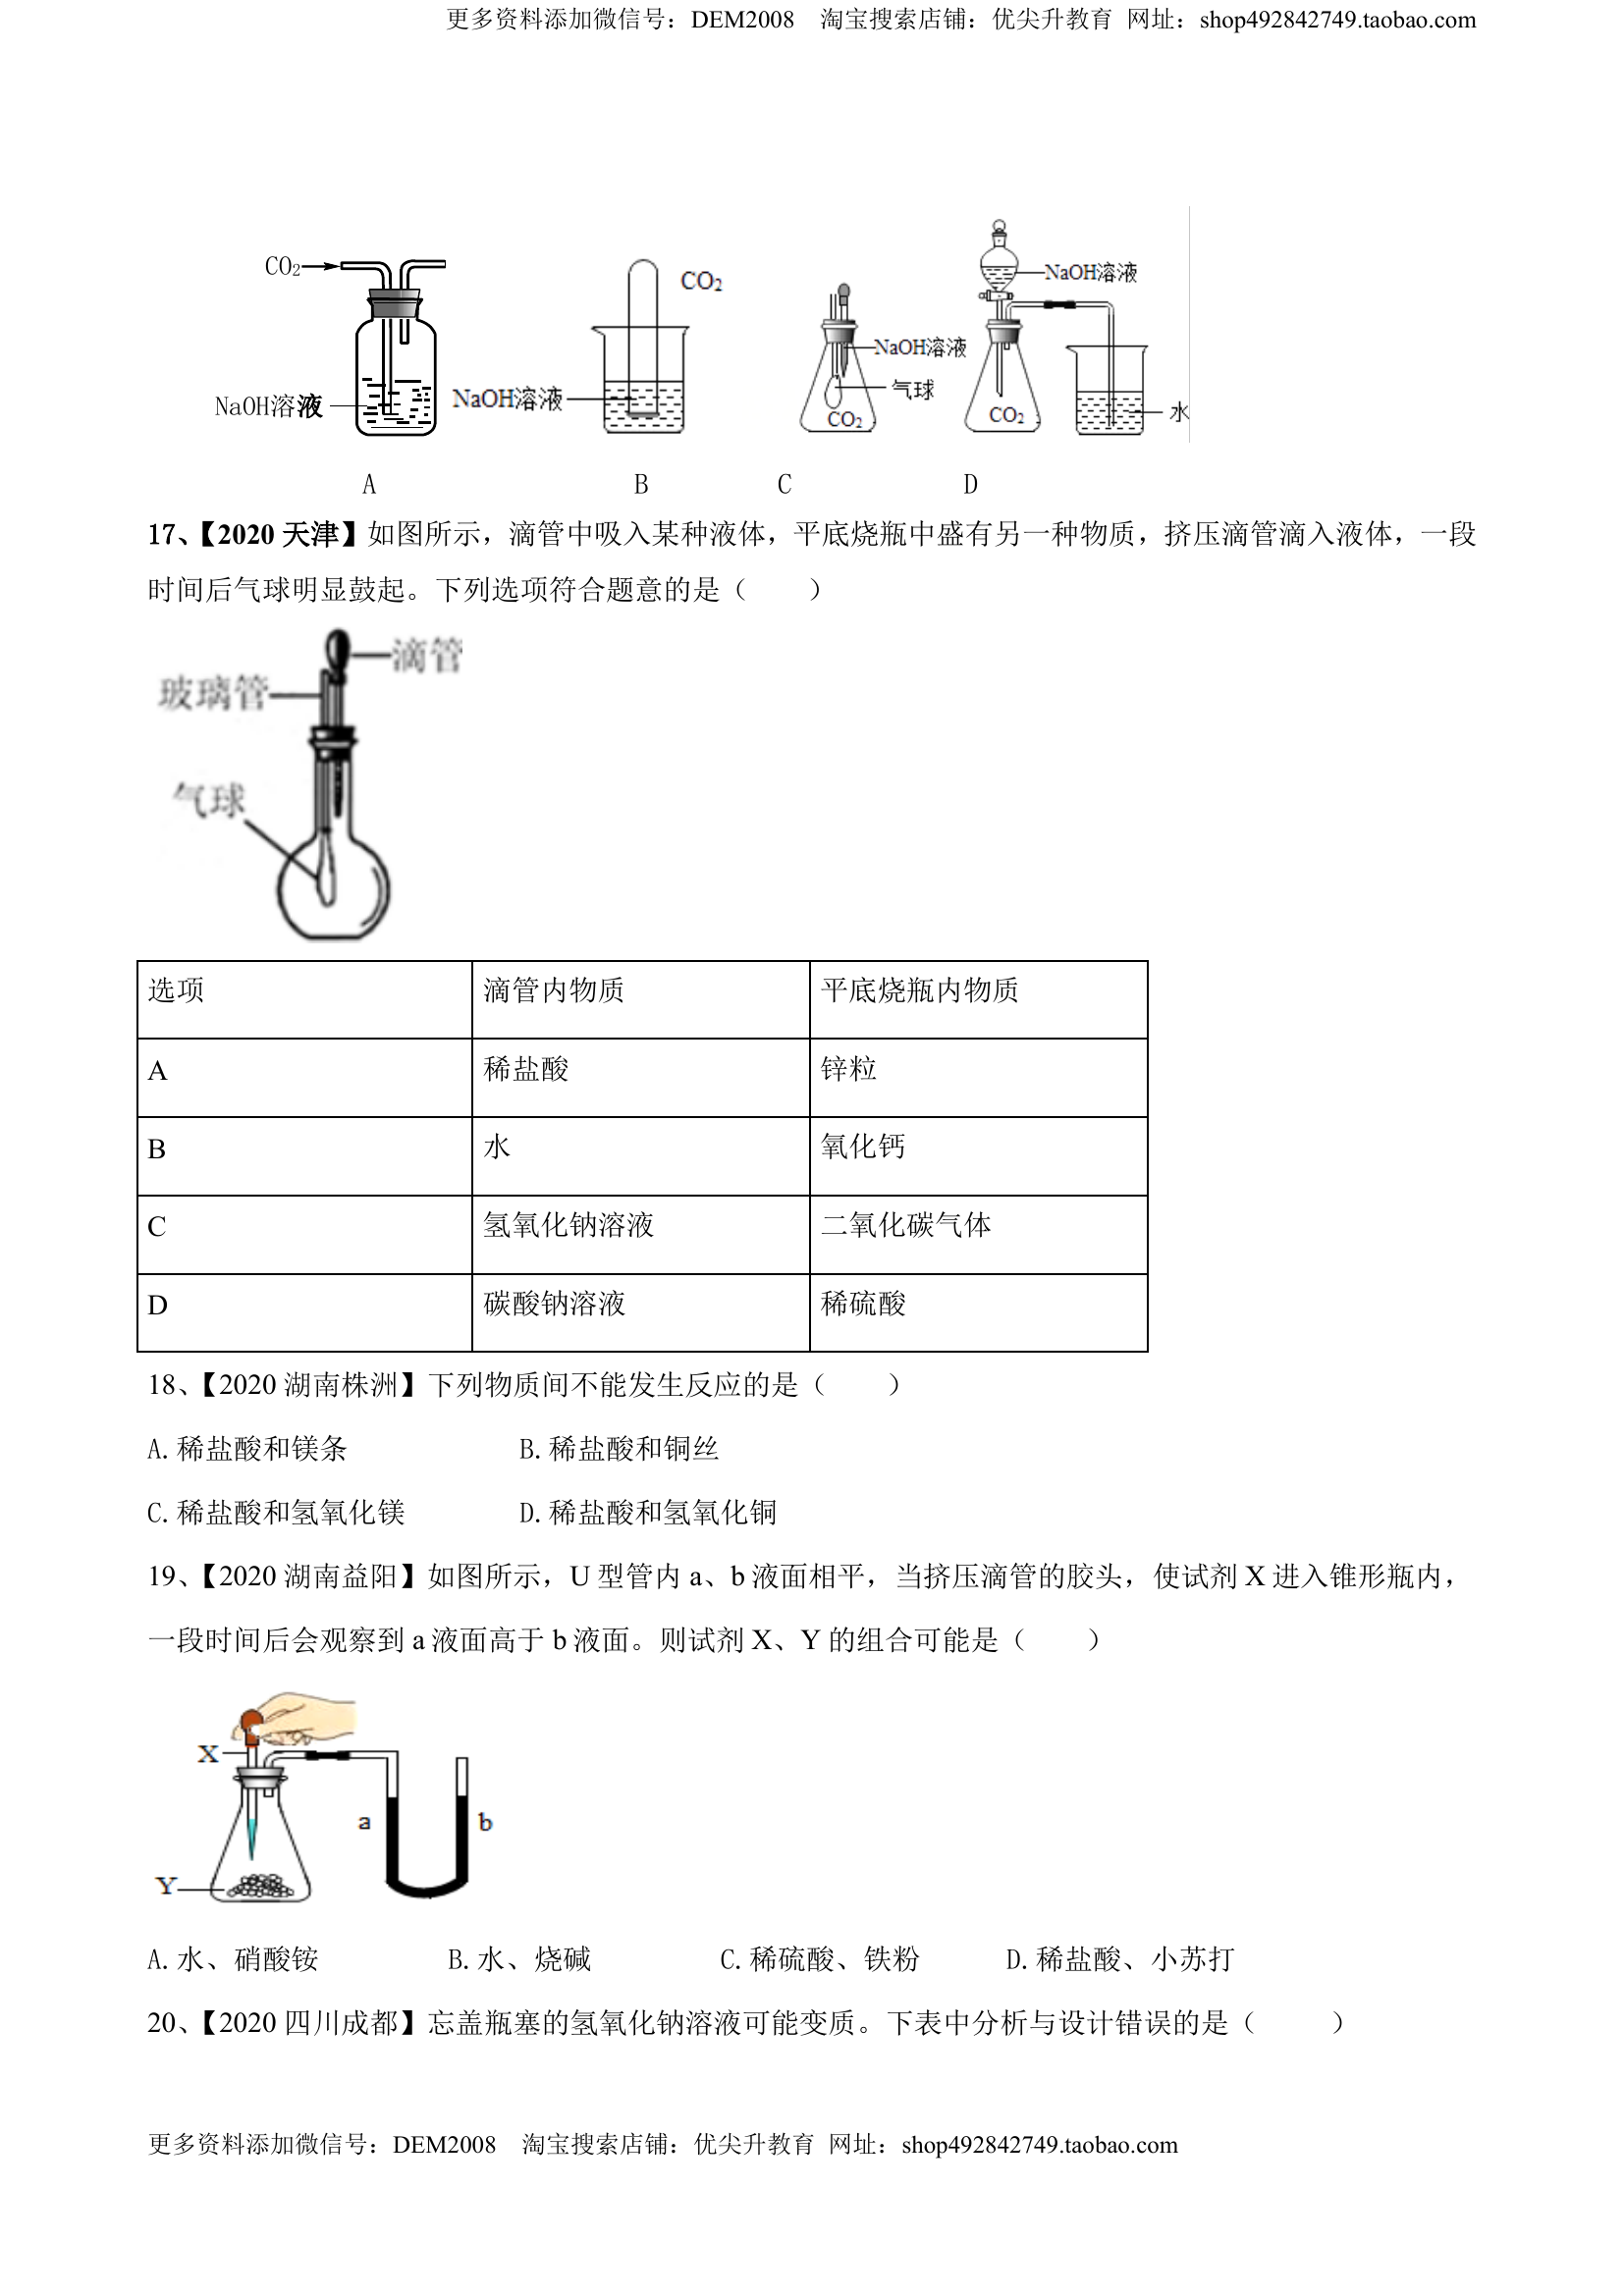 更多资料添加微信号：DEM2008 淘宝搜索店铺：优尖升教育 网址：shop492842749.taobao.com
CO2
NaOH溶液
CO2
NaOH溶液
NaOH溶液
气球
CO2
NaOH溶液
CO2
水
A B C D
17、【2020 天津】如图所示，滴管中吸入某种液体，平底烧瓶中盛有另一种物质，挤压滴管滴入液体，一段
时间后气球明显鼓起。下列选项符合题意的是（ ）
滴管
玻璃管
气球
选项 滴管内物质 平底烧瓶内物质
A 稀盐酸 锌粒
B 水 氧化钙
C 氢氧化钠溶液 二氧化碳气体
D 碳酸钠溶液 稀硫酸
18、【2020 湖南株洲】下列物质间不能发生反应的是（ ）
A.稀盐酸和镁条 B.稀盐酸和铜丝
C.稀盐酸和氢氧化镁 D.稀盐酸和氢氧化铜
19、【2020 湖南益阳】如图所示，U 型管内 a、b 液面相平，当挤压滴管的胶头，使试剂 X 进入锥形瓶内，
一段时间后会观察到 a 液面高于 b 液面。则试剂 X、Y 的组合可能是（ ）
X
a
b
Y
A.水、硝酸铵 B.水、烧碱 C.稀硫酸、铁粉 D.稀盐酸、小苏打
20、【2020 四川成都】忘盖瓶塞的氢氧化钠溶液可能变质。下表中分析与设计错误的是（ ）
更多资料添加微信号：DEM2008 淘宝搜索店铺：优尖升教育 网址：shop492842749.taobao.com